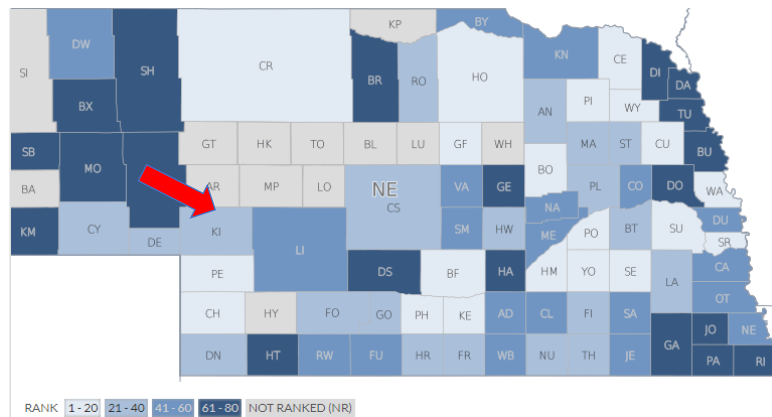 KP BY
DW SH CR KN CE
SI BR RO HO DI DA
BX AN PI WY TU
SB MO GT HK TO BL LU GF WH MA ST CU BU
BA AR MP LO NE CS VA GE BO PL CO DO WA
KM CY DE KI LI SM HW NA ME PO BT SU DU SR
PE DS BF HA HM YO SE LA CA
CH HY FO GO PH KE AD CL FI SA OT
DN HT RW FU HR FR WB NU TH JE GA JO NE PA RI
RANK 1 - 20 21 - 40 41 - 60 61 - 80 NOT RANKED (NR)